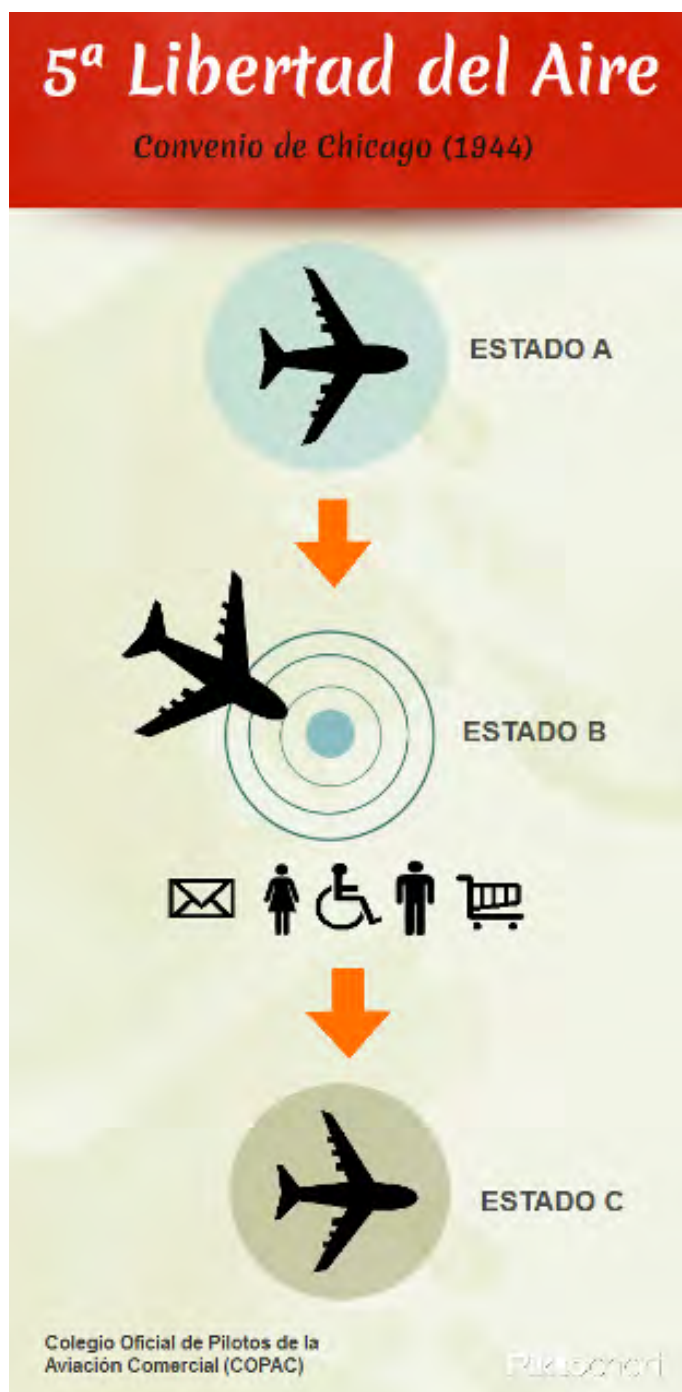 5ª Libertad del Aire
Convenio de Chicago (1944)
ESTADO A
ESTADO B
ESTADO C
Colegio Oficial de Pilotos de la
Aviación Comercial (COPAC)